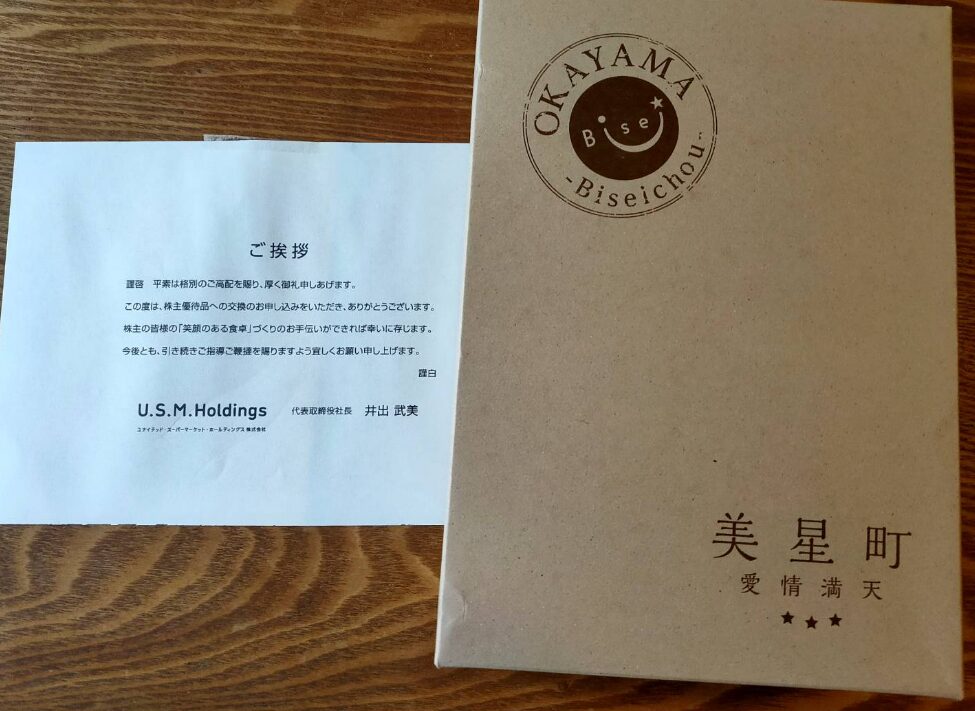 ご挨拶
謹啓 平素は格別のご高配を賜り、厚く御礼申しあげます。
この度は、株主優待品への交換のお申し込みをいただき、ありがとうございます。
株主の皆様の「笑顔のある食卓」づくりのお手伝いができれば幸いに存じます。
今後とも、引き続きご指導ご鞭撻を賜りますよう宜しくお願い申し上げます。
謹白
U.S.M.Holdings 代表取締役社長 井出 武美
ユナイテッド・スーパーマーケット・ホールディングス株式会社
OKAYAMA
Bisei
-Biseichou-
美星町
愛情満天